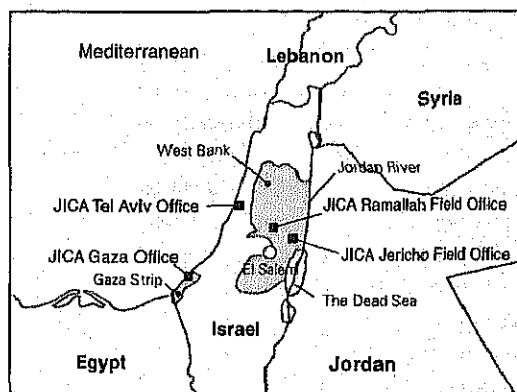 Mediterranean
Lebanon
Syria
West Bank
Jordan River
JICA Tel Aviv Office
JICA Ramallah Field Office
JICA Gaza Office
JICA Jericho Field Office
El Salem
Gaza Strip
The Dead Sea
Israel
Egypt
Jordan